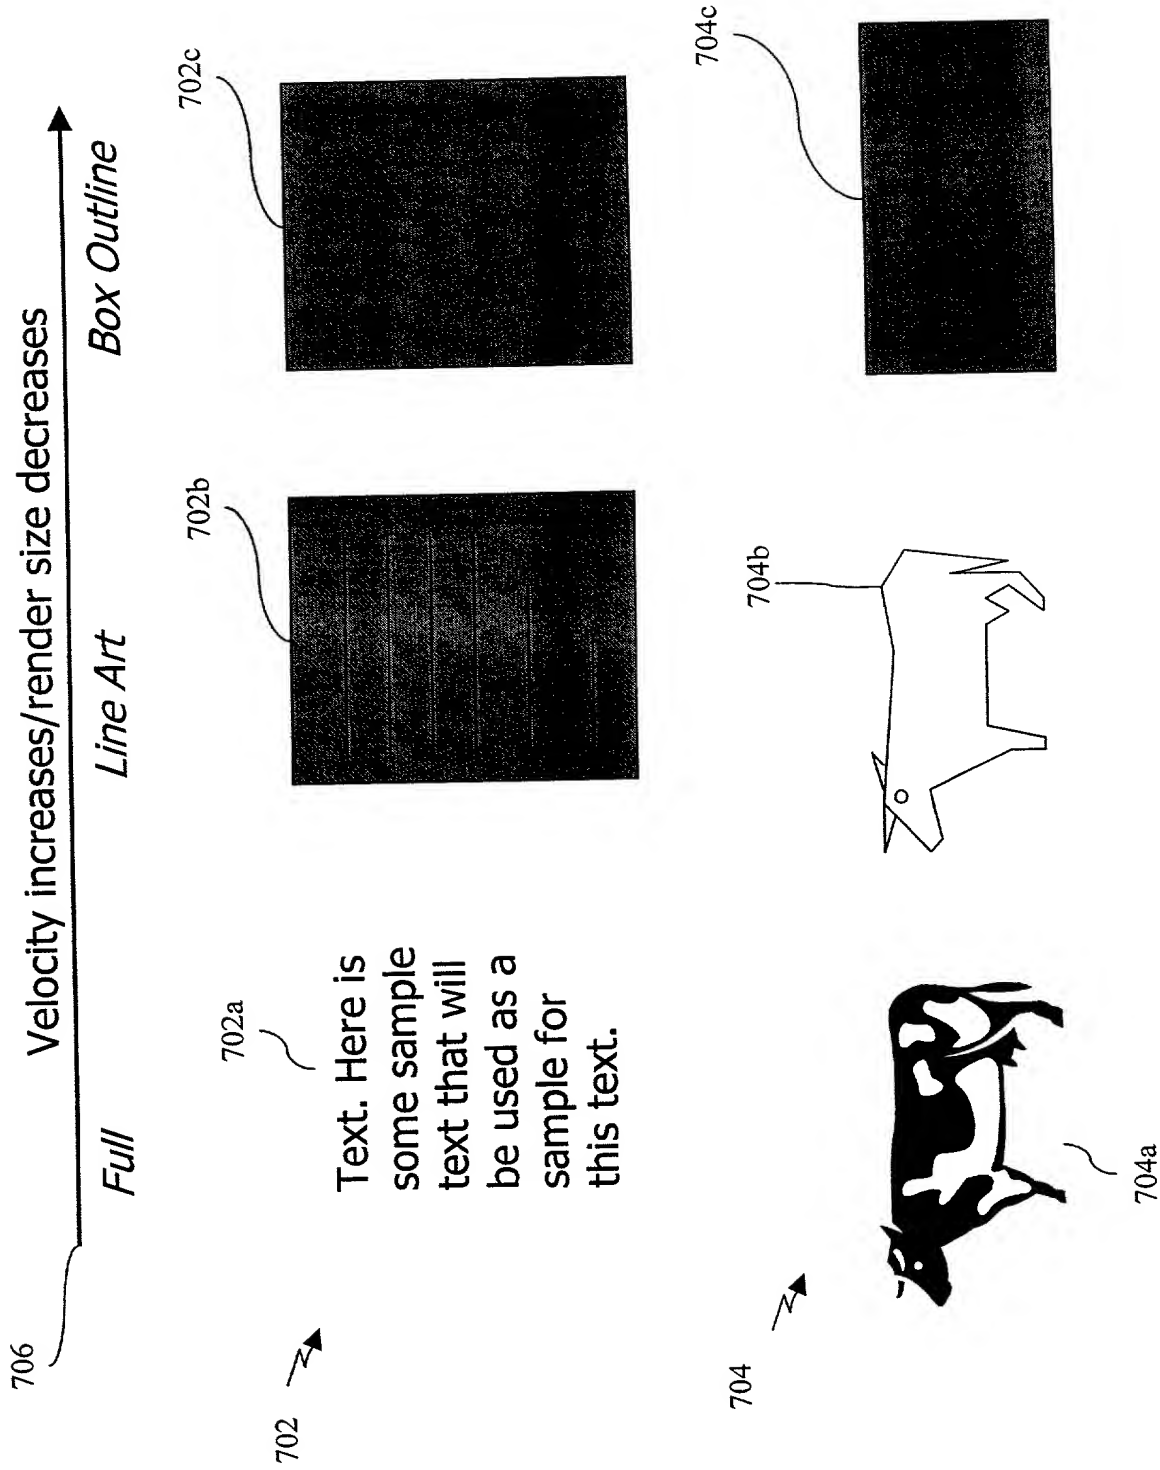 706
Velocity increases/render size decreases
Full
Line Art
Box Outline
702
702a
702b
702c
Text. Here is
some sample
text that will
be used as a
sample for
this text.
704
704a
704b
704c